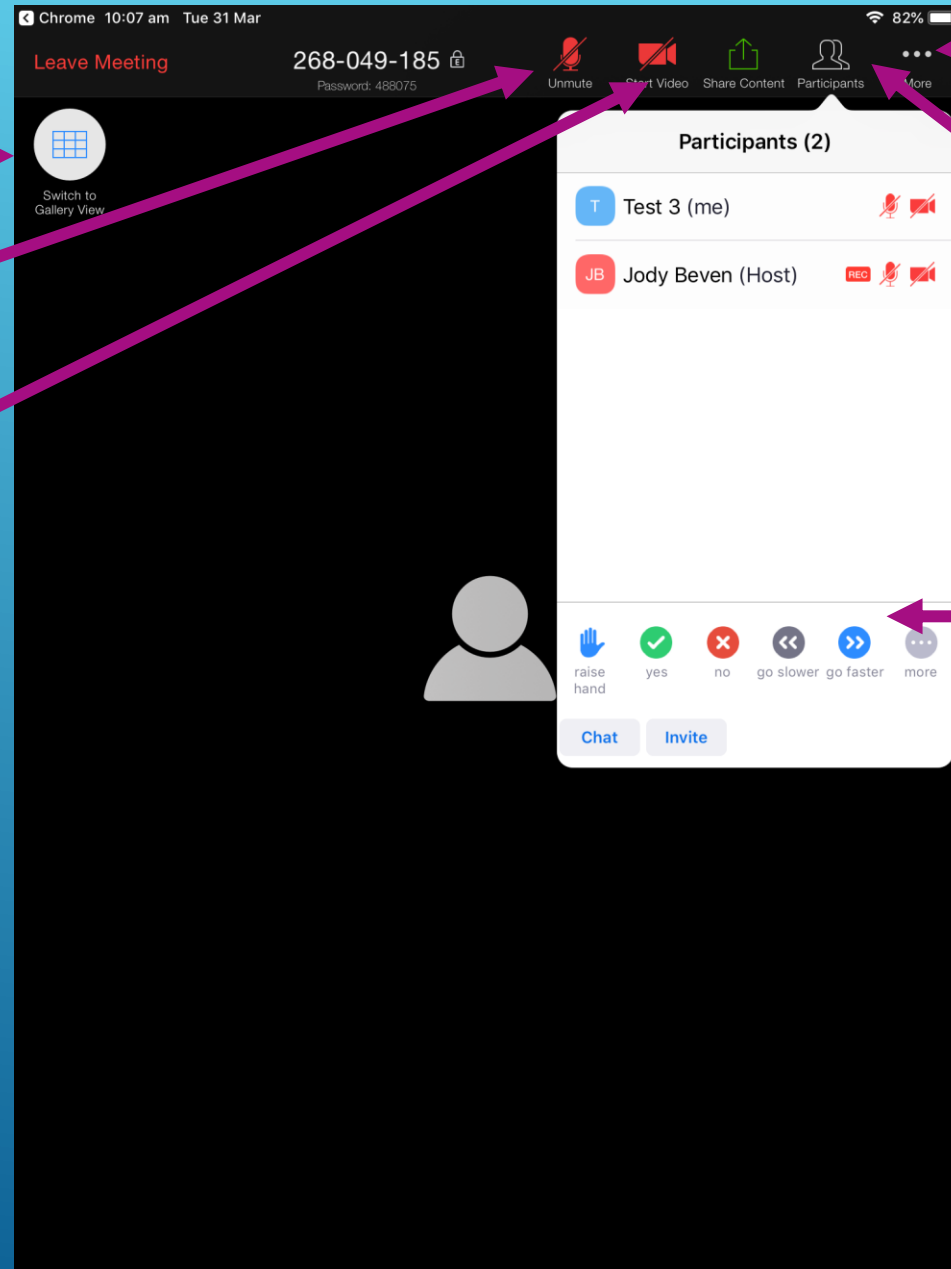 Chrome 10:07 am Tue 31 Mar 82%
Leave Meeting
268-049-185
Password: 488075
Unmute Start Video Share Content Participants More
Switch to
Gallery View
Participants (2)
T Test 3 (me)
JB Jody Beven (Host) REC
raise hand
yes
no
go slower
go faster
more
Chat Invite